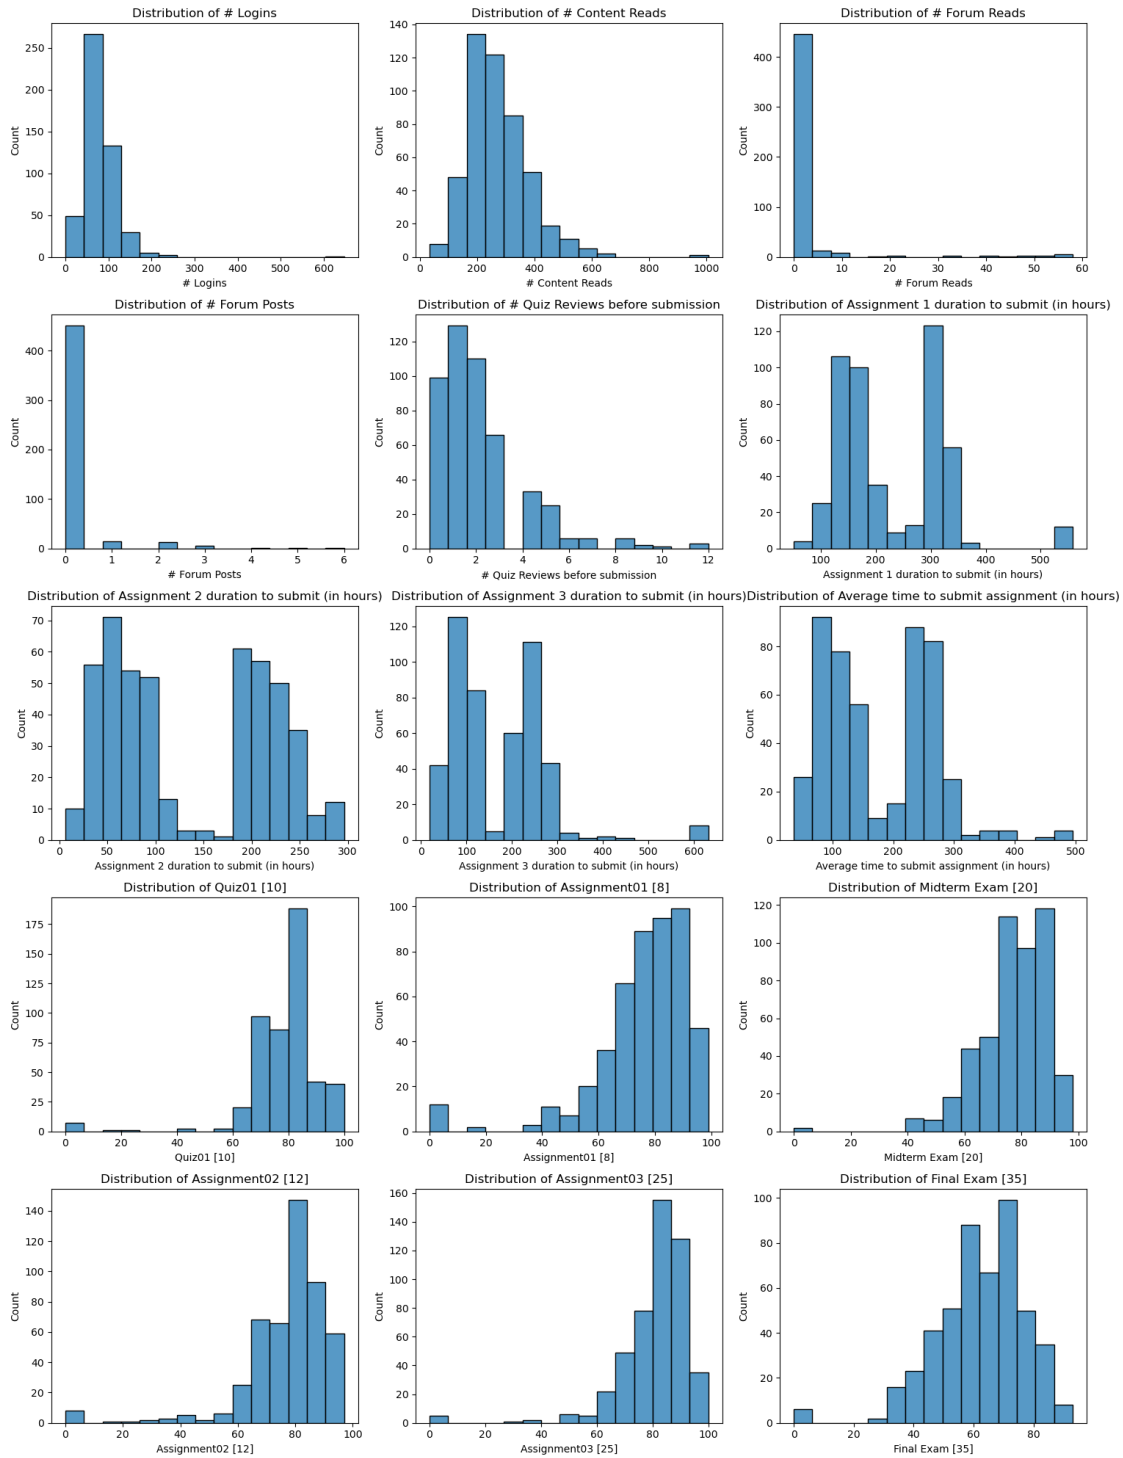 Distribution of # Logins
Count
250
200
150
100
50
0
0 100 200 300 400 500 600
# Logins
Distribution of # Content Reads
Count
140
120
100
80
60
40
20
0
0 200 400 600 800 1000
# Content Reads
Distribution of # Forum Reads
Count
400
300
200
100
0
0 10 20 30 40 50 60
# Forum Reads
Distribution of # Forum Posts
Count
400
300
200
100
0
0 1 2 3 4 5 6
# Forum Posts
Distribution of # Quiz Reviews before submission
Count
120
100
80
60
40
20
0
0 2 4 6 8 10 12
# Quiz Reviews before submission
Distribution of Assignment 1 duration to submit (in hours)
Count
120
100
80
60
40
20
0
100 200 300 400 500
Assignment 1 duration to submit (in hours)
Distribution of Assignment 2 duration to submit (in hours)
Count
70
60
50
40
30
20
10
0
0 50 100 150 200 250 300
Assignment 2 duration to submit (in hours)
Distribution of Assignment 3 duration to submit (in hours)
Count
120
100
80
60
40
20
0
0 100 200 300 400 500 600
Assignment 3 duration to submit (in hours)
Distribution of Average time to submit assignment (in hours)
Count
80
60
40
20
0
100 200 300 400 500
Average time to submit assignment (in hours)
Distribution of Quiz01 [10]
Count
175
150
125
100
75
50
25
0
0 20 40 60 80 100
Quiz01 [10]
Distribution of Assignment01 [8]
Count
100
80
60
40
20
0
0 20 40 60 80 100
Assignment01 [8]
Distribution of Midterm Exam [20]
Count
120
100
80
60
40
20
0
0 20 40 60 80 100
Midterm Exam [20]
Distribution of Assignment02 [12]
Count
140
120
100
80
60
40
20
0
0 20 40 60 80 100
Assignment02 [12]
Distribution of Assignment03 [25]
Count
160
140
120
100
80
60
40
20
0
0 20 40 60 80 100
Assignment03 [25]
Distribution of Final Exam [35]
Count
100
80
60
40
20
0
0 20 40 60 80
Final Exam [35]